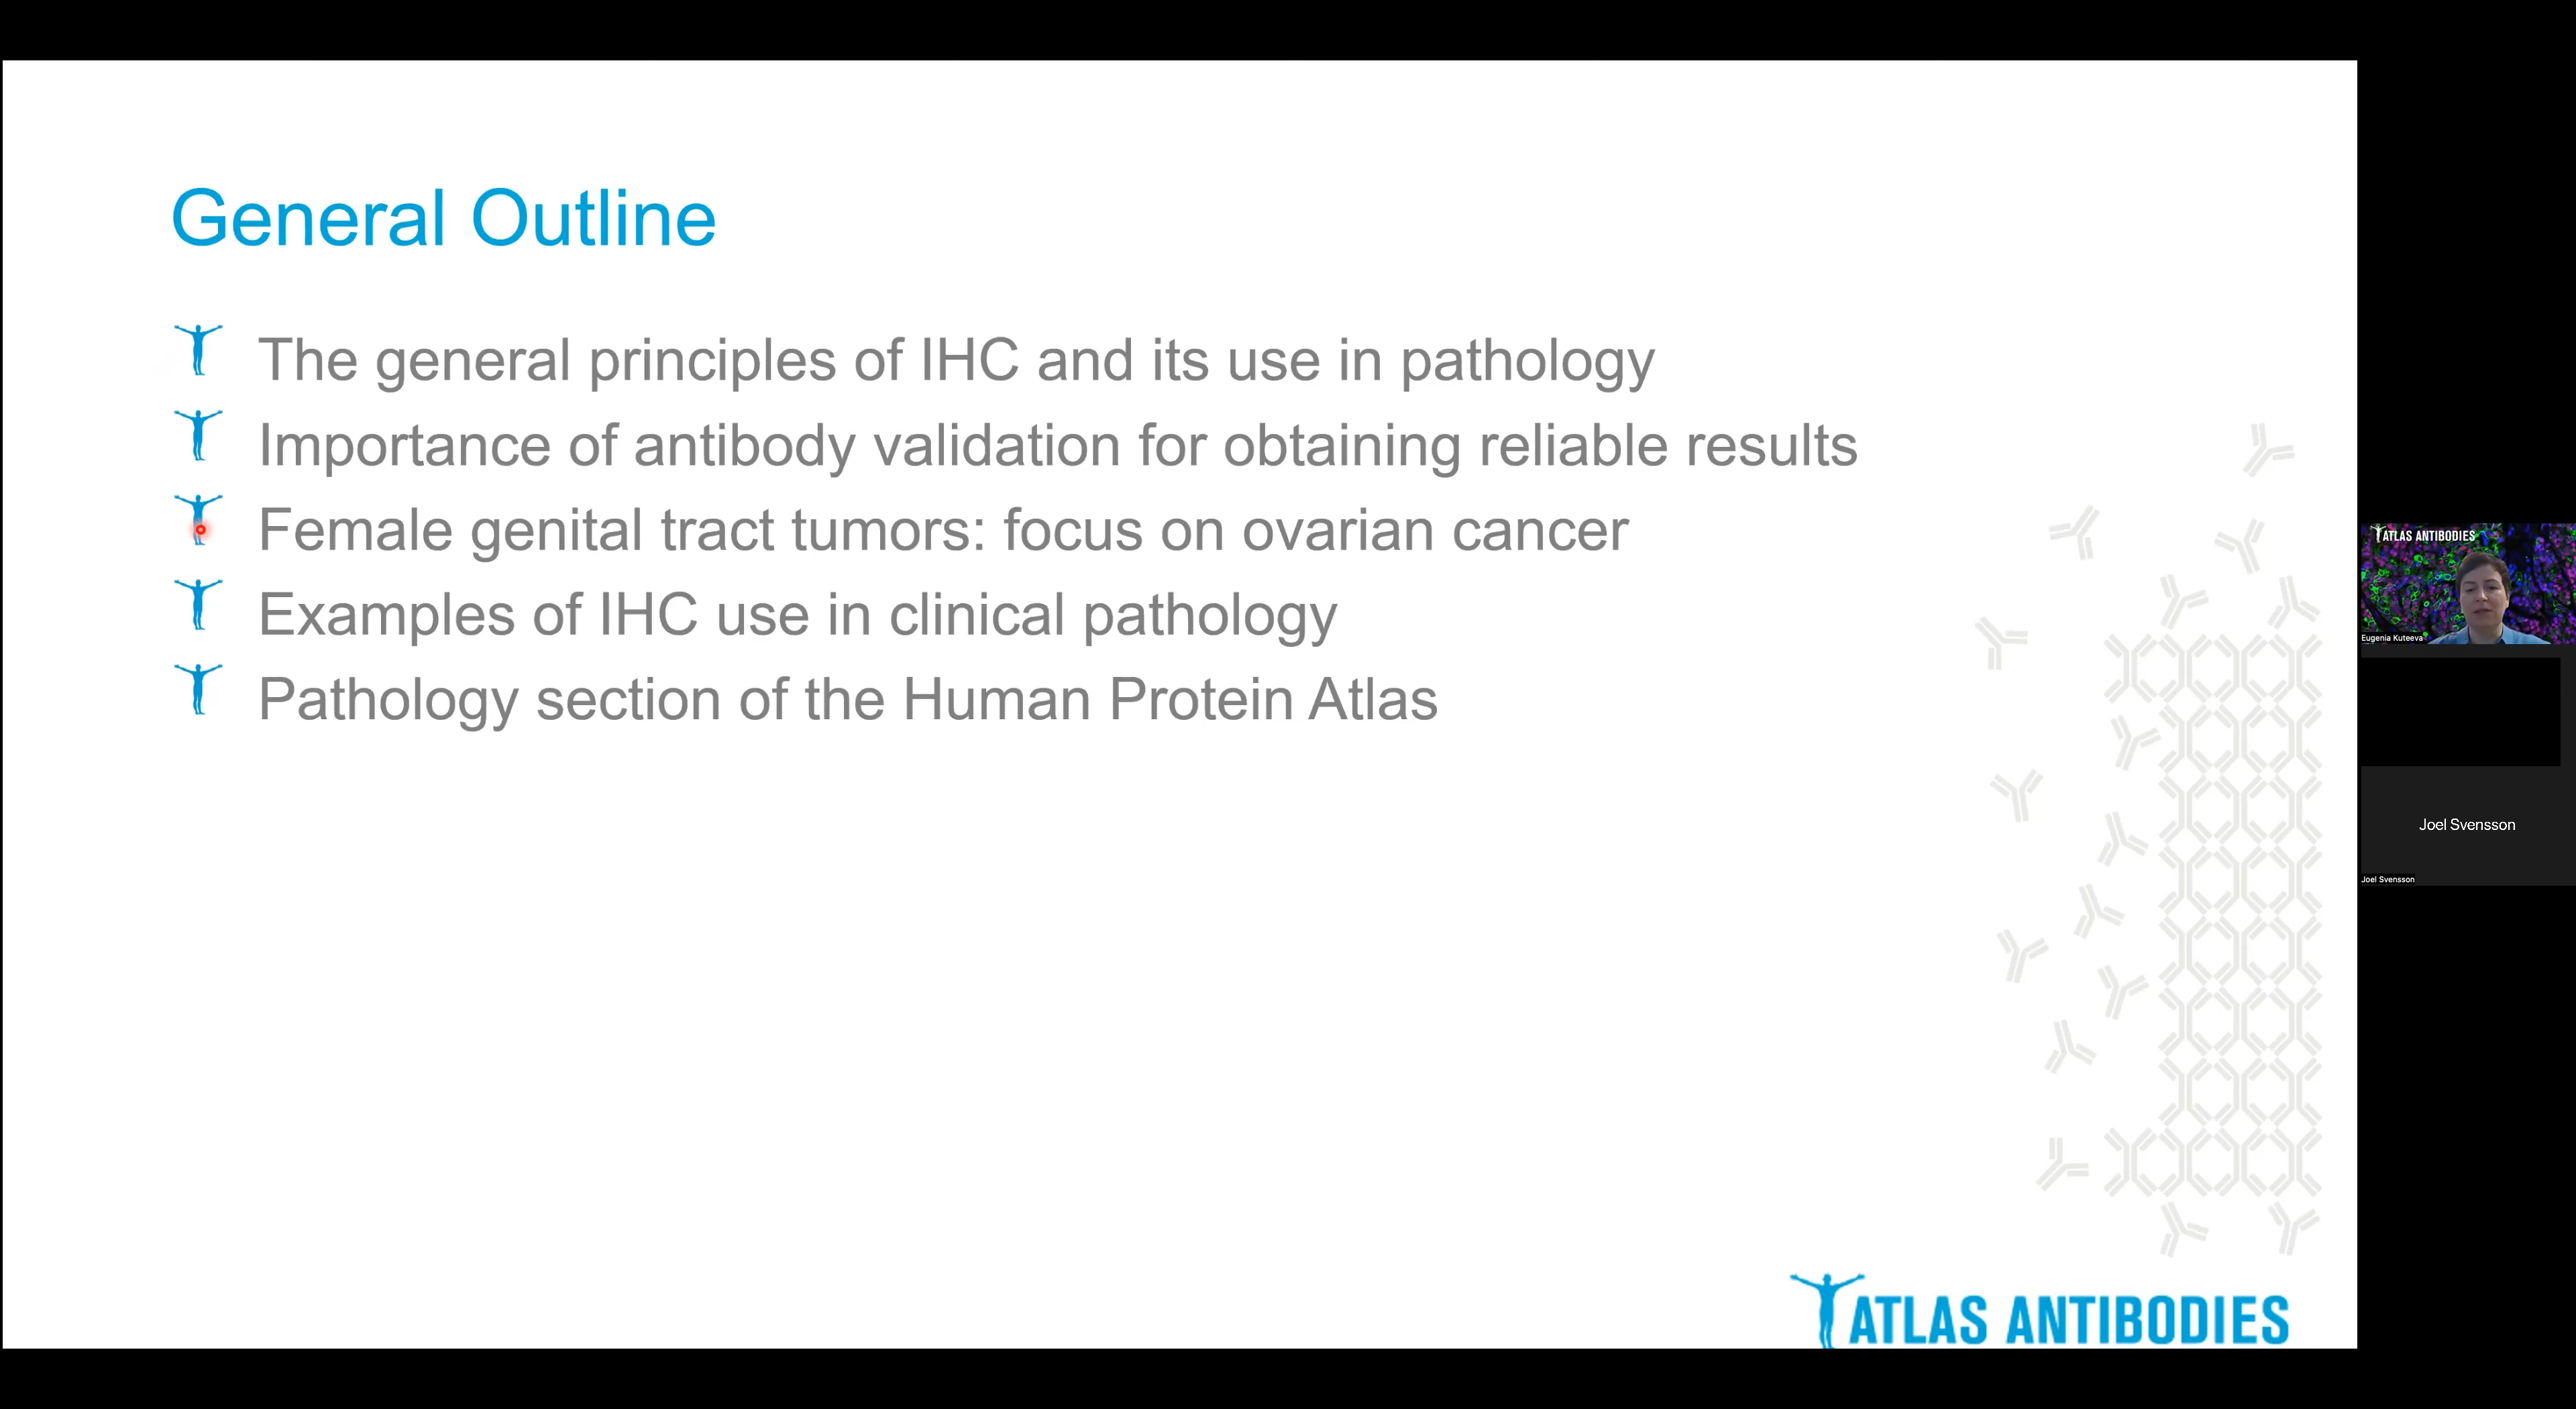 General Outline
The general principles of IHC and its use in pathology
Importance of antibody validation for obtaining reliable results
Female genital tract tumors: focus on ovarian cancer
Examples of IHC use in clinical pathology
Pathology section of the Human Protein Atlas
ATLAS ANTIBODIES
ATLAS ANTIBODIES
Eugenia Kuteeva
Joel Svensson
Joel Svensson